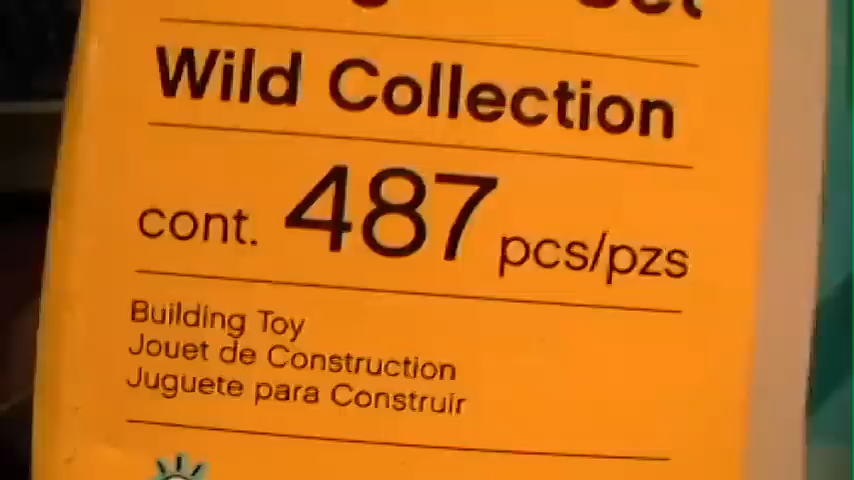 Wild Collection
cont. 487 pcs/pzs
Building Toy
Jouet de Construction
Juguete para Construir